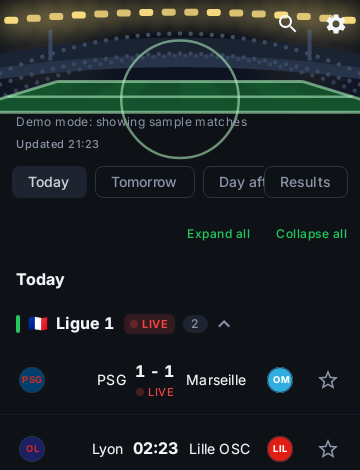 Demo mode: showing sample matches
Updated 21:23
Today Tomorrow Day aft Results
Expand all Collapse all
Today
Ligue 1 LIVE 2
PSG PSG 1 - 1 Marseille OM
LIVE
OL Lyon 02:23 Lille OSC LIL